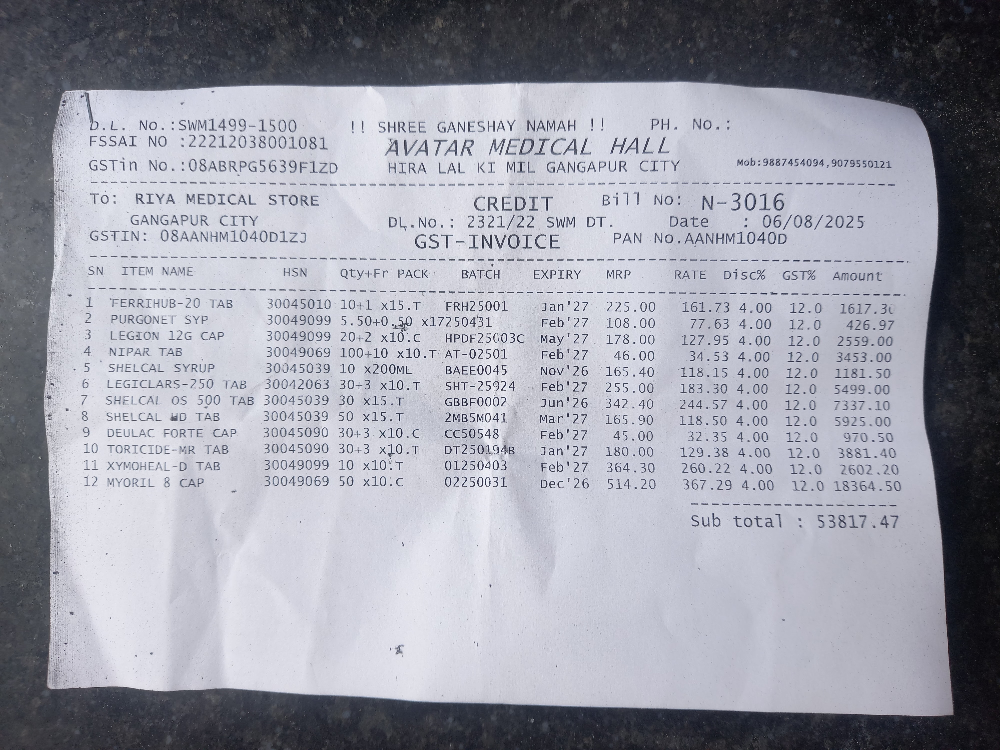 D.L. No.:SWM1499-1500 !! SHREE GANESHAY NAMAH !! PH. No.:
FSSAI NO :22212038001081 AVATAR MEDICAL HALL
GSTin No.:08ABRPG5639F1ZD HIRA LAL KI MIL GANGAPUR CITY Mob:9887454094,9079550121
To: RIYA MEDICAL STORE CREDIT Bill No: N-3016
GANGAPUR CITY DL.No.: 2321/22 SWM DT. Date : 06/08/2025
GSTIN: 08AANHM1040D1ZJ GST-INVOICE PAN No.AANHM1040D
SN ITEM NAME HSN Qty+Fr PACK BATCH EXPIRY MRP RATE Disc% GST% Amount
1 FERRIHUB-20 TAB 30045010 10+1 x15.T FRH25001 Jan'27 225.00 161.73 4.00 12.0 1617.30
2 PURGONET SYP 30049099 5.50+0.50 x17250431 Feb'27 108.00 77.63 4.00 12.0 426.97
3 LEGION 12G CAP 30049099 20+2 x10.C HPDF25G03C May'27 178.00 127.95 4.00 12.0 2559.00
4 NIPAR TAB 30049069 100+10 x10.T AT-02501 Feb'27 46.00 34.53 4.00 12.0 3453.00
5 SHELCAL SYRUP 30045039 10 x200ML BAEE0045 Nov'26 165.40 118.15 4.00 12.0 1181.50
6 LEGICLARS-250 TAB 30042063 30+3 x10.T SHT-25924 Feb'27 255.00 183.30 4.00 12.0 5499.00
7 SHELCAL OS 500 TAB 30045039 30 x15.T GBBF0002 Jun'26 342.40 244.57 4.00 12.0 7337.10
8 SHELCAL HD TAB 30045039 50 x15.T 2MB5M041 Mar'27 165.90 118.50 4.00 12.0 5925.00
9 DEULAC FORTE CAP 30045090 30+3 x10.C CC50548 Feb'27 45.00 32.35 4.00 12.0 970.50
10 TORICIDE-MR TAB 30045090 30+3 x10.T DT250194B Jan'27 180.00 129.38 4.00 12.0 3881.40
11 XYMOHEAL-D TAB 30049099 10 x10.T 01250403 Feb'27 364.30 260.22 4.00 12.0 2602.20
12 MYORIL 8 CAP 30049069 50 x10.C 02250031 Dec'26 514.20 367.29 4.00 12.0 18364.50
Sub total : 53817.47